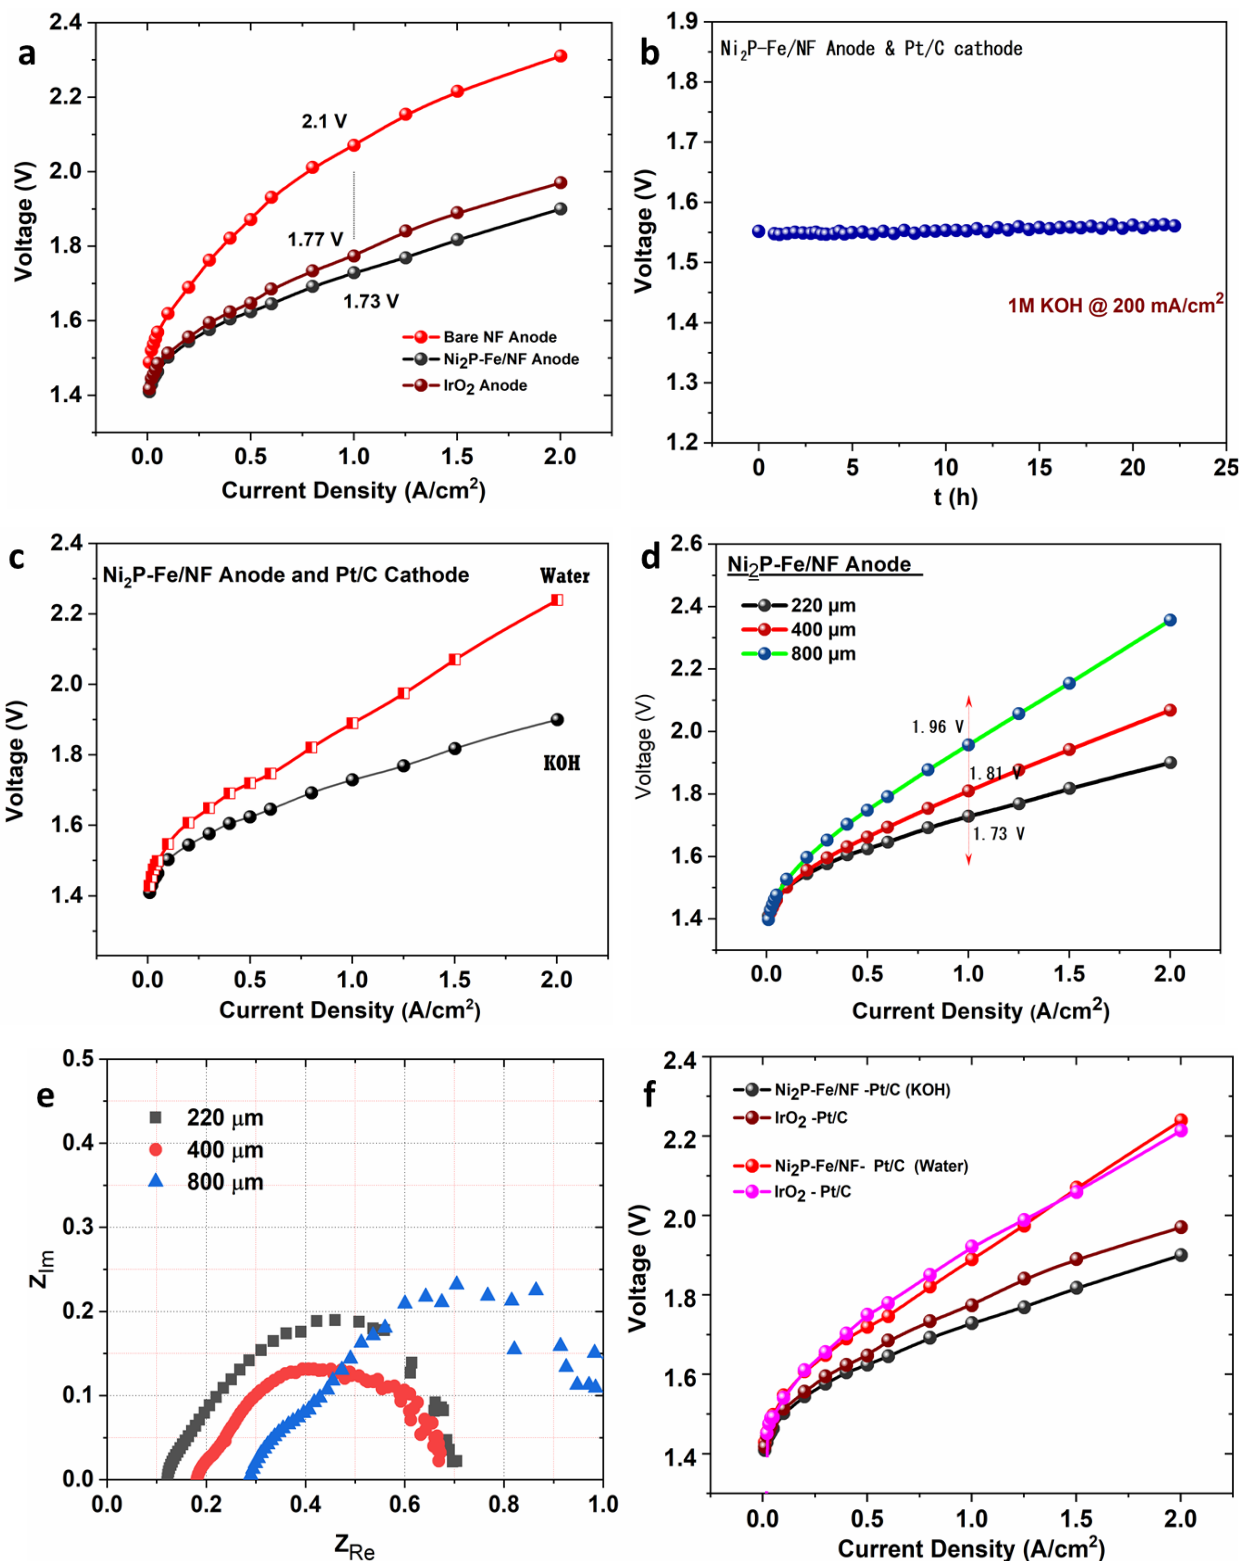 a
2.4
2.2
2.0
1.8
1.6
1.4
Voltage (V)
2.1 V
1.77 V
1.73 V
Bare NF Anode
Ni₂P-Fe/NF Anode
IrO₂ Anode
0.0 0.5 1.0 1.5 2.0
Current Density (A/cm²)
b
1.9
1.8
1.7
1.6
1.5
1.4
1.3
1.2
Voltage (V)
Ni₂P-Fe/NF Anode & Pt/C cathode
1M KOH @ 200 mA/cm²
0 5 10 15 20 25
t (h)
c
2.4
2.2
2.0
1.8
1.6
1.4
Voltage (V)
Ni₂P-Fe/NF Anode and Pt/C Cathode
Water
KOH
0.0 0.5 1.0 1.5 2.0
Current Density (A/cm²)
d
2.6
2.4
2.2
2.0
1.8
1.6
1.4
Voltage (V)
Ni2P-Fe/NF Anode
220 µm
400 µm
800 µm
1.96 V
1.81 V
1.73 V
0.0 0.5 1.0 1.5 2.0
Current Density (A/cm²)
e
0.5
0.4
0.3
0.2
0.1
0.0
Z_Im
220 µm
400 µm
800 µm
0 0.2 0.4 0.6 0.8 1.0
Z_Re
f
2.4
2.2
2.0
1.8
1.6
1.4
Voltage (V)
Ni₂P-Fe/NF -Pt/C (KOH)
IrO₂ -Pt/C
Ni₂P-Fe/NF- Pt/C (Water)
IrO₂ - Pt/C
0.0 0.5 1.0 1.5 2.0
Current Density (A/cm²)